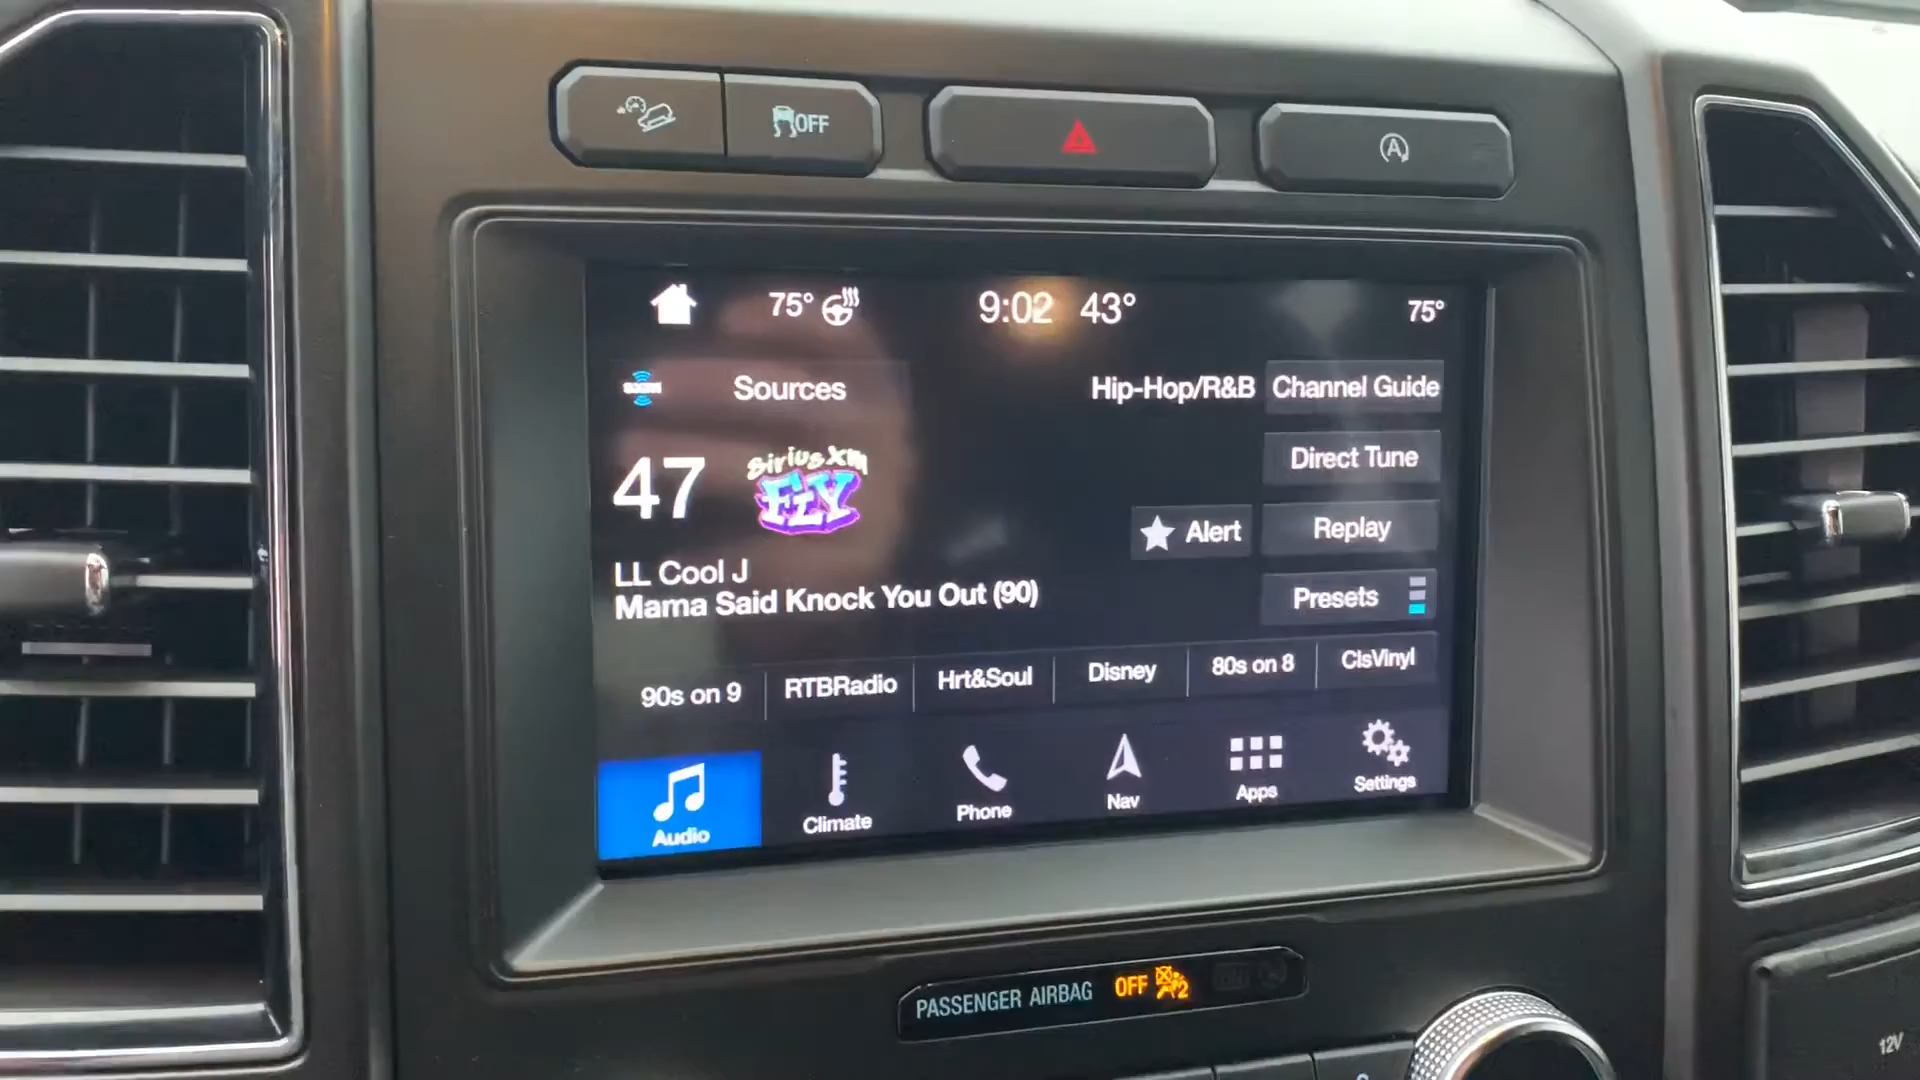 OFF
A
75° 9:02 43° 75°
Sources Hip-Hop/R&B Channel Guide
47 siriusxm FLY
Direct Tune
Alert Replay
LL Cool J
Mama Said Knock You Out (90)
Presets
90s on 9 RTBRadio Hrt&Soul Disney 80s on 8 ClsVinyl
Audio Climate Phone Nav Apps Settings
PASSENGER AIRBAG OFF 2
12V